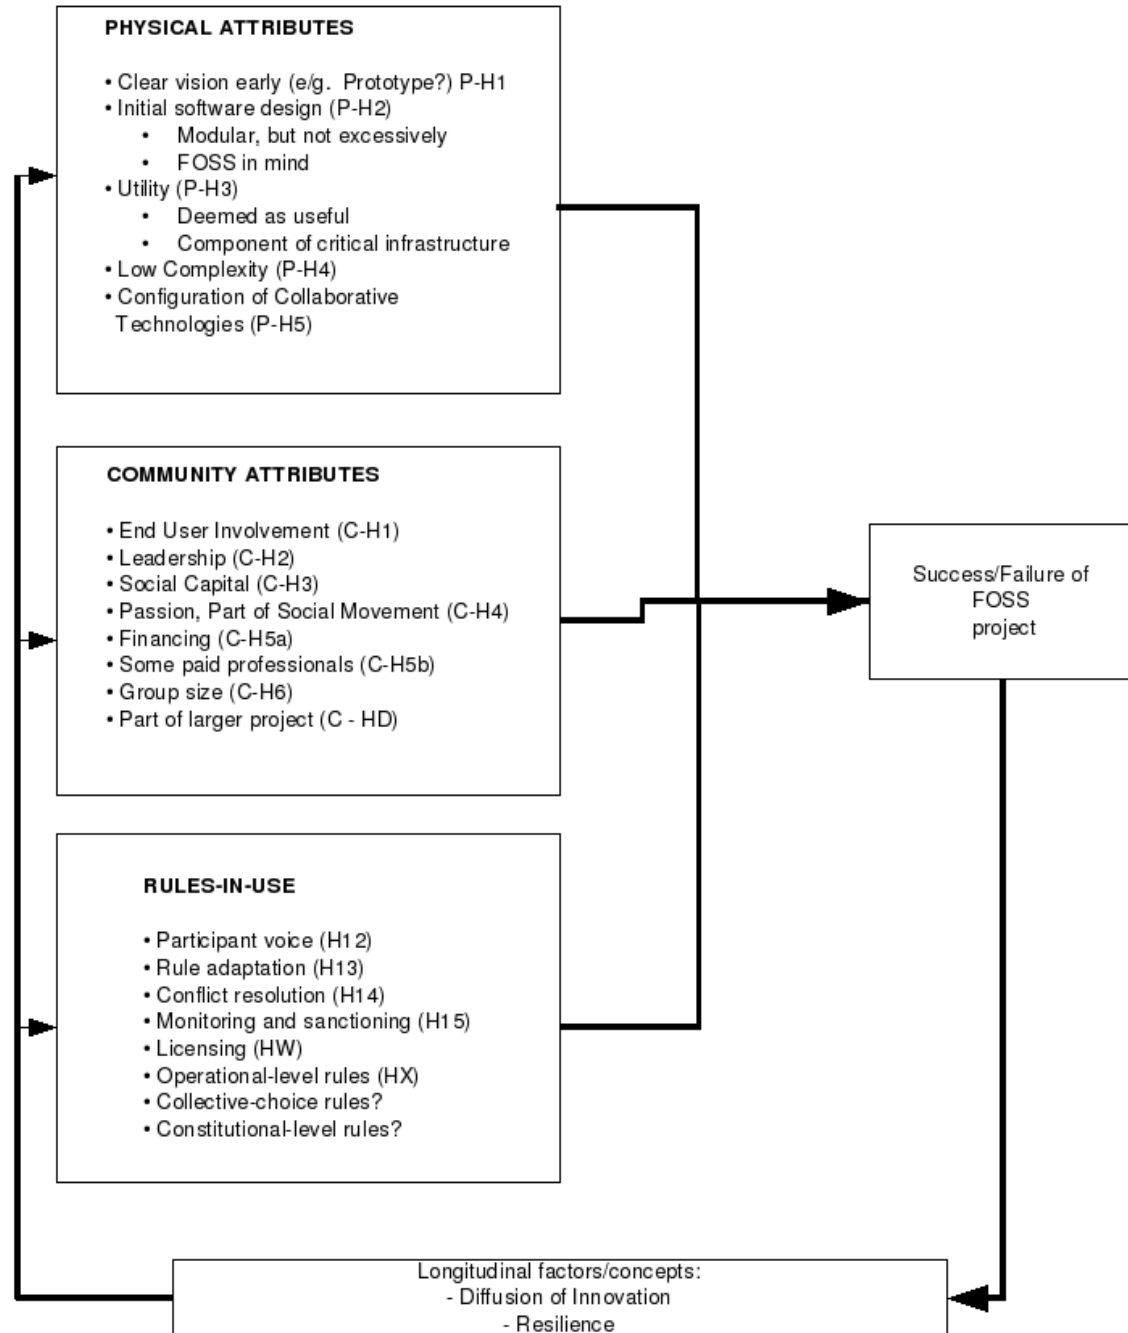 PHYSICAL ATTRIBUTES
• Clear vision early (e/g. Prototype?) P-H1
• Initial software design (P-H2)
• Modular, but not excessively
• FOSS in mind
• Utility (P-H3)
• Deemed as useful
• Component of critical infrastructure
• Low Complexity (P-H4)
• Configuration of Collaborative
Technologies (P-H5)
COMMUNITY ATTRIBUTES
• End User Involvement (C-H1)
• Leadership (C-H2)
• Social Capital (C-H3)
• Passion, Part of Social Movement (C-H4)
• Financing (C-H5a)
• Some paid professionals (C-H5b)
• Group size (C-H6)
• Part of larger project (C - HD)
RULES-IN-USE
• Participant voice (H12)
• Rule adaptation (H13)
• Conflict resolution (H14)
• Monitoring and sanctioning (H15)
• Licensing (HW)
• Operational-level rules (HX)
• Collective-choice rules?
• Constitutional-level rules?
Success/Failure of
FOSS
project
Longitudinal factors/concepts:
- Diffusion of Innovation
- Resilience